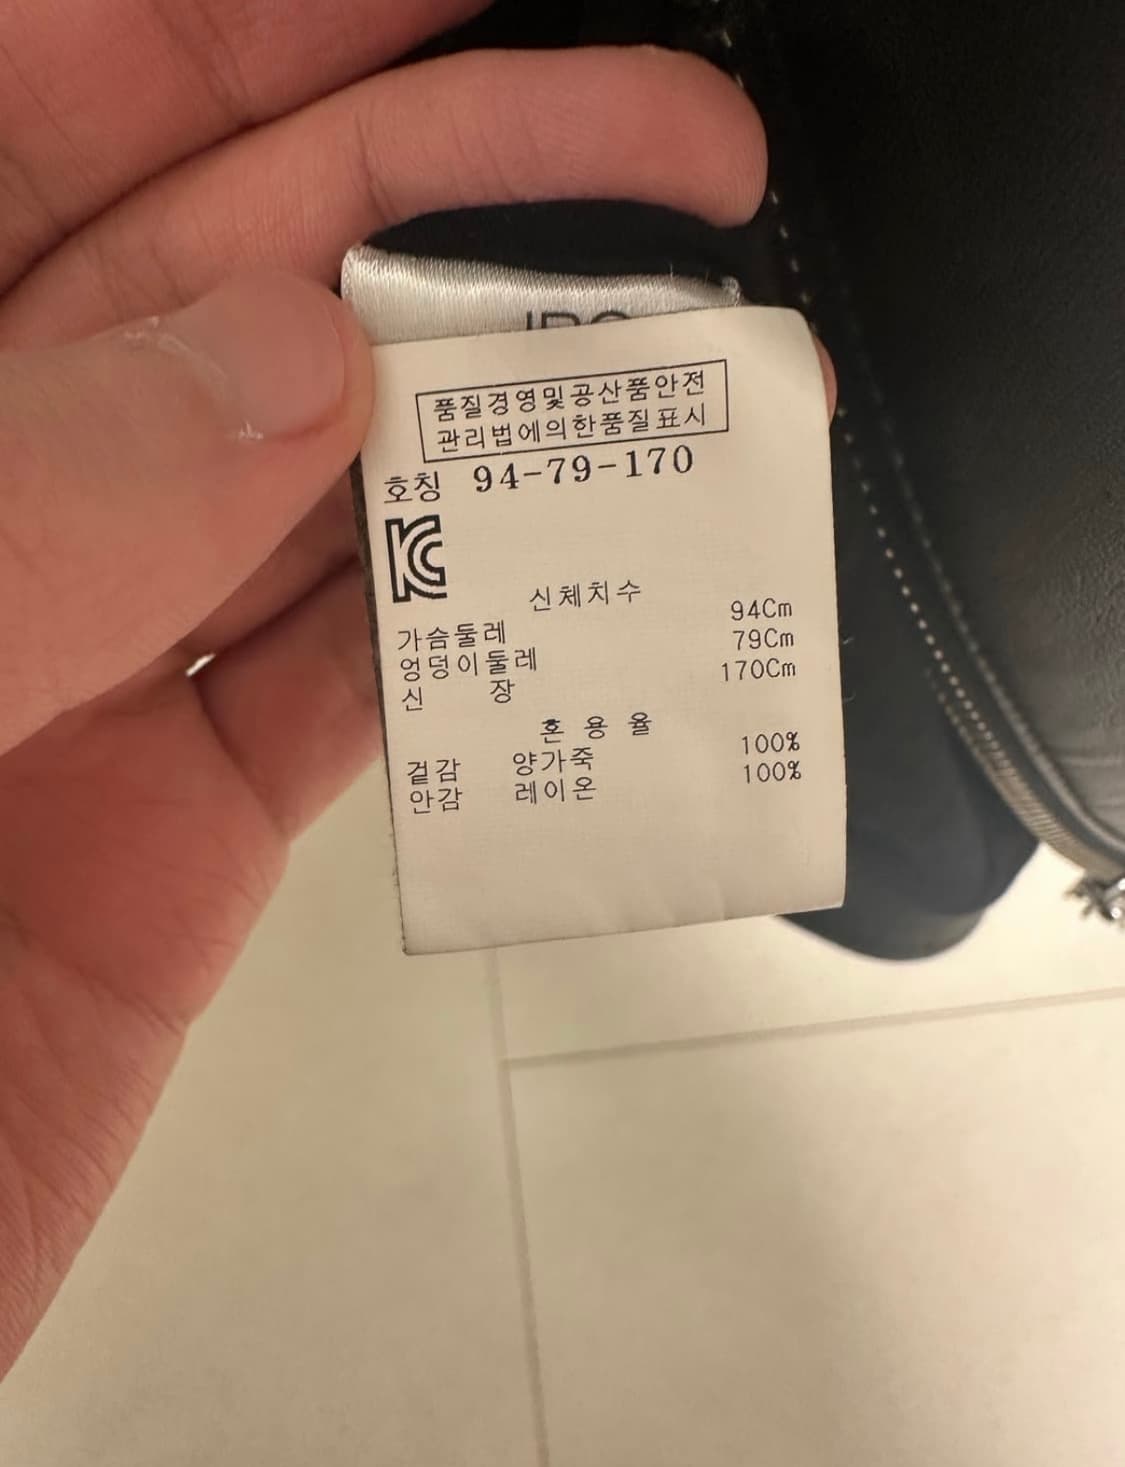 품질경영및공산품안전
관리법에의한품질표시
호칭 94-79-170
KC
신체치수
가슴둘레 94Cm
엉덩이둘레 79Cm
신 장 170Cm
혼 용 율
겉감 양가죽 100%
안감 레이온 100%